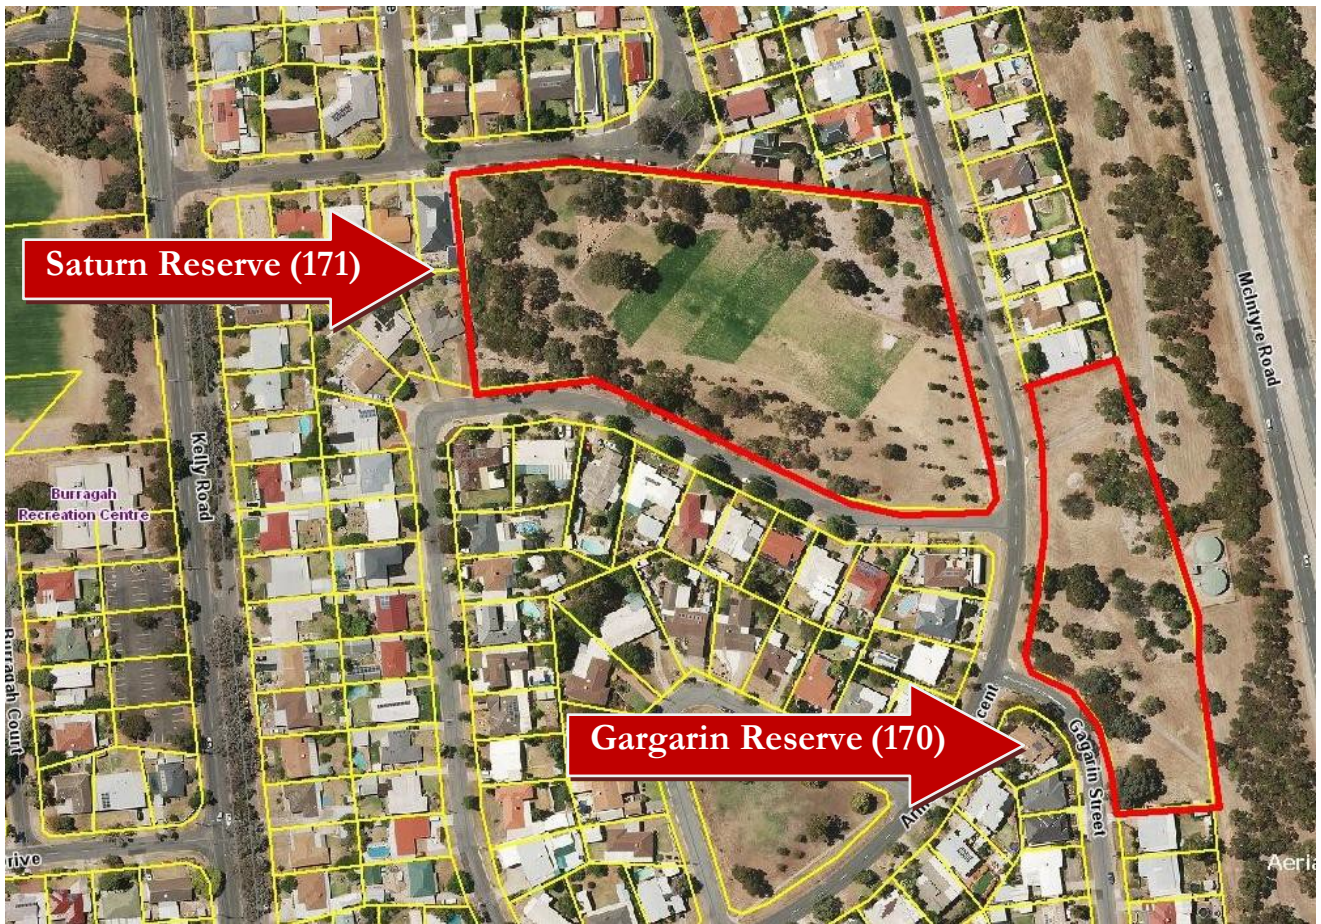 McIntyre Road
Saturn Reserve (171)
Kelly Road
Burragah
Recreation Centre
Burragah Court
Gargarin Reserve (170)
Gagarin Street